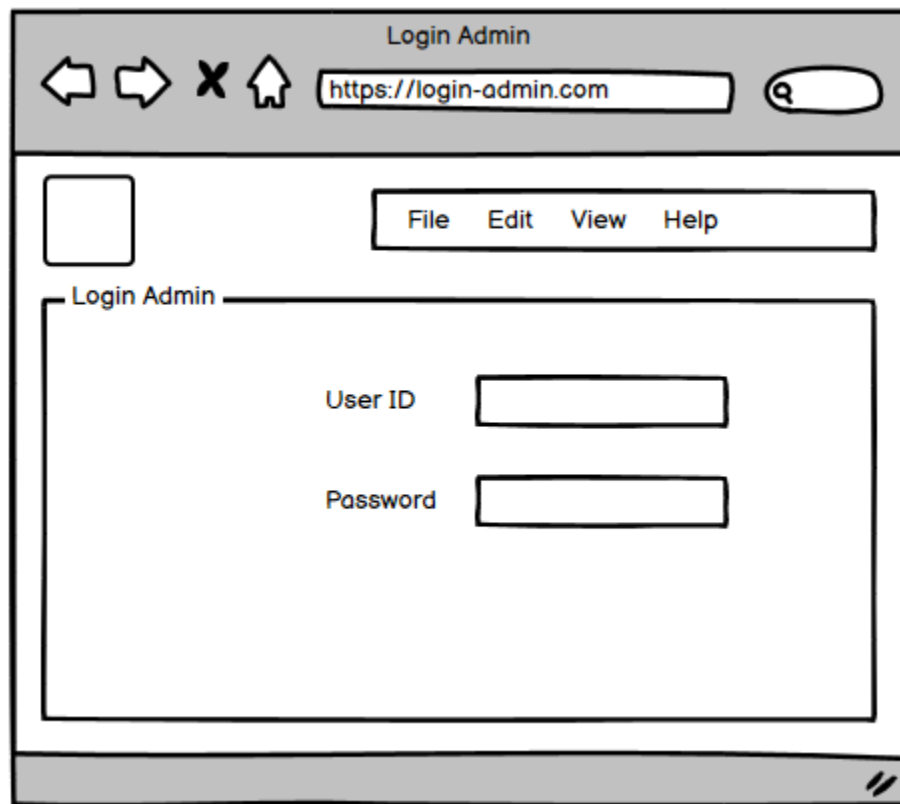 Login Admin
https://login-admin.com
File Edit View Help
Login Admin
User ID
Password